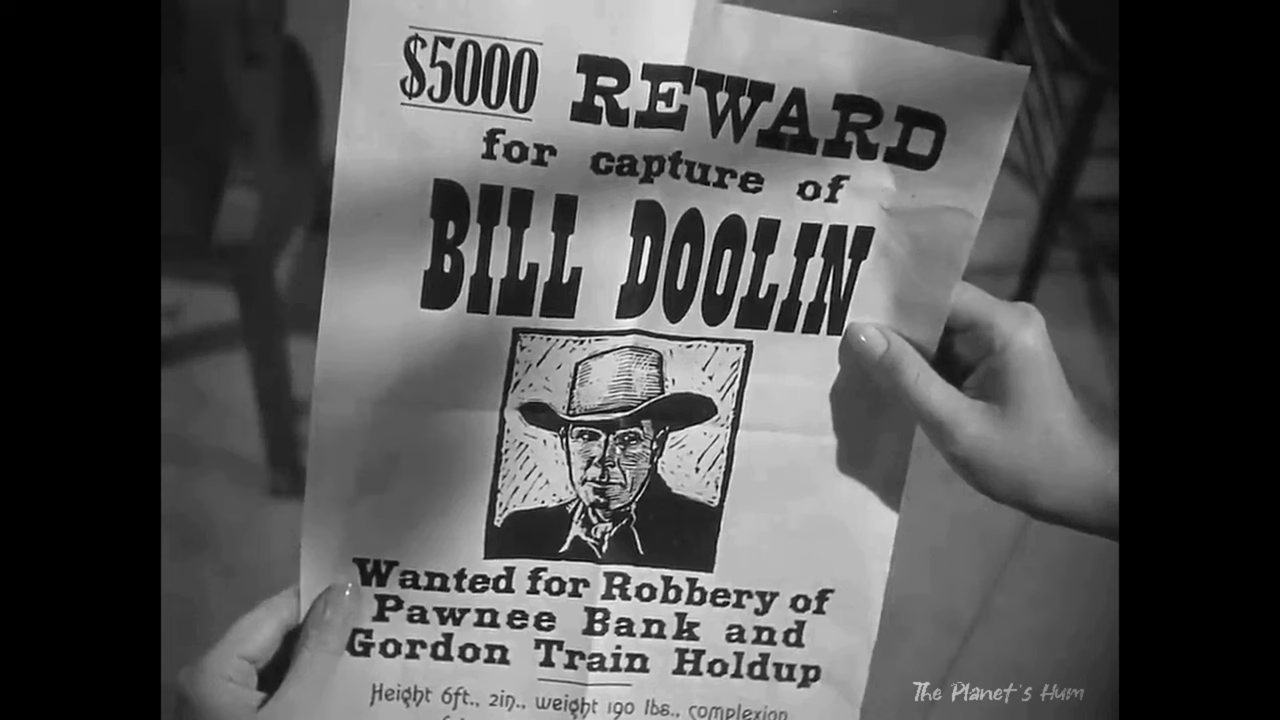 $5000 REWARD
for capture of
BILL DOOLIN
Wanted for Robbery of
Pawnee Bank and
Gordon Train Holdup
Height 6ft., 2in., weight 190 lbs., complexion
The Planet's Hum